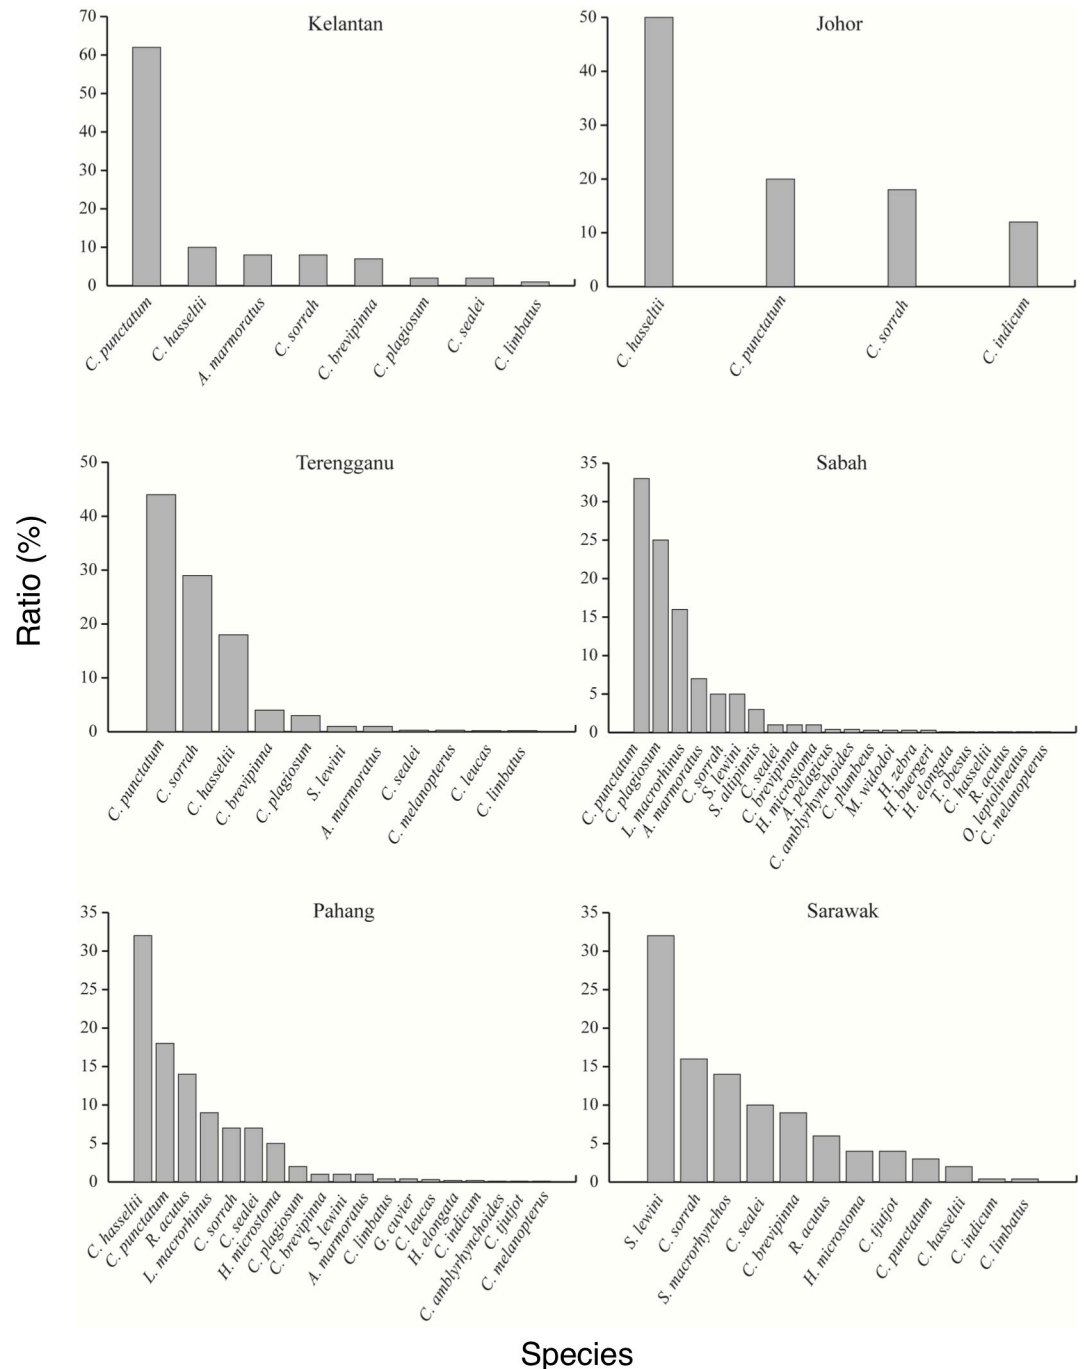 Kelantan
70
60
50
40
30
20
10
0
C. punctatum
C. hasseltii
A. marmoratus
C. sorrah
C. brevipinna
C. plagiosum
C. sealei
C. limbatus
Johor
50
40
30
20
10
0
C. hasseltii
C. punctatum
C. sorrah
C. indicum
Ratio (%)
Terengganu
50
40
30
20
10
0
C. punctatum
C. sorrah
C. hasseltii
C. brevipinna
C. plagiosum
S. lewini
A. marmoratus
C. sealei
C. melanopterus
C. leucas
C. limbatus
Sabah
35
30
25
20
15
10
5
0
C. punctatum
C. plagiosum
L. macrorhinus
A. marmoratus
C. sorrah
S. lewini
S. altipinnis
C. sealei
C. brevipinna
H. microstoma
A. pelagicus
C. amblyrhynchoides
C. plumbeus
M. widodoi
H. zebra
H. buergeri
H. elongata
T. obesus
C. hasseltii
R. acutus
O. leptolineatus
C. melanopterus
Pahang
35
30
25
20
15
10
5
0
C. hasseltii
C. punctatum
R. acutus
L. macrorhinus
C. sorrah
C. sealei
H. microstoma
C. plagiosum
C. brevipinna
S. lewini
A. marmoratus
C. limbatus
G. cuvier
C. leucas
H. elongata
C. indicum
C. amblyrhynchoides
C. tjutjot
C. melanopterus
Sarawak
35
30
25
20
15
10
5
0
S. lewini
C. sorrah
S. macrorhynchos
C. sealei
C. brevipinna
R. acutus
H. microstoma
C. tjutjot
C. punctatum
C. hasseltii
C. indicum
C. limbatus
Species